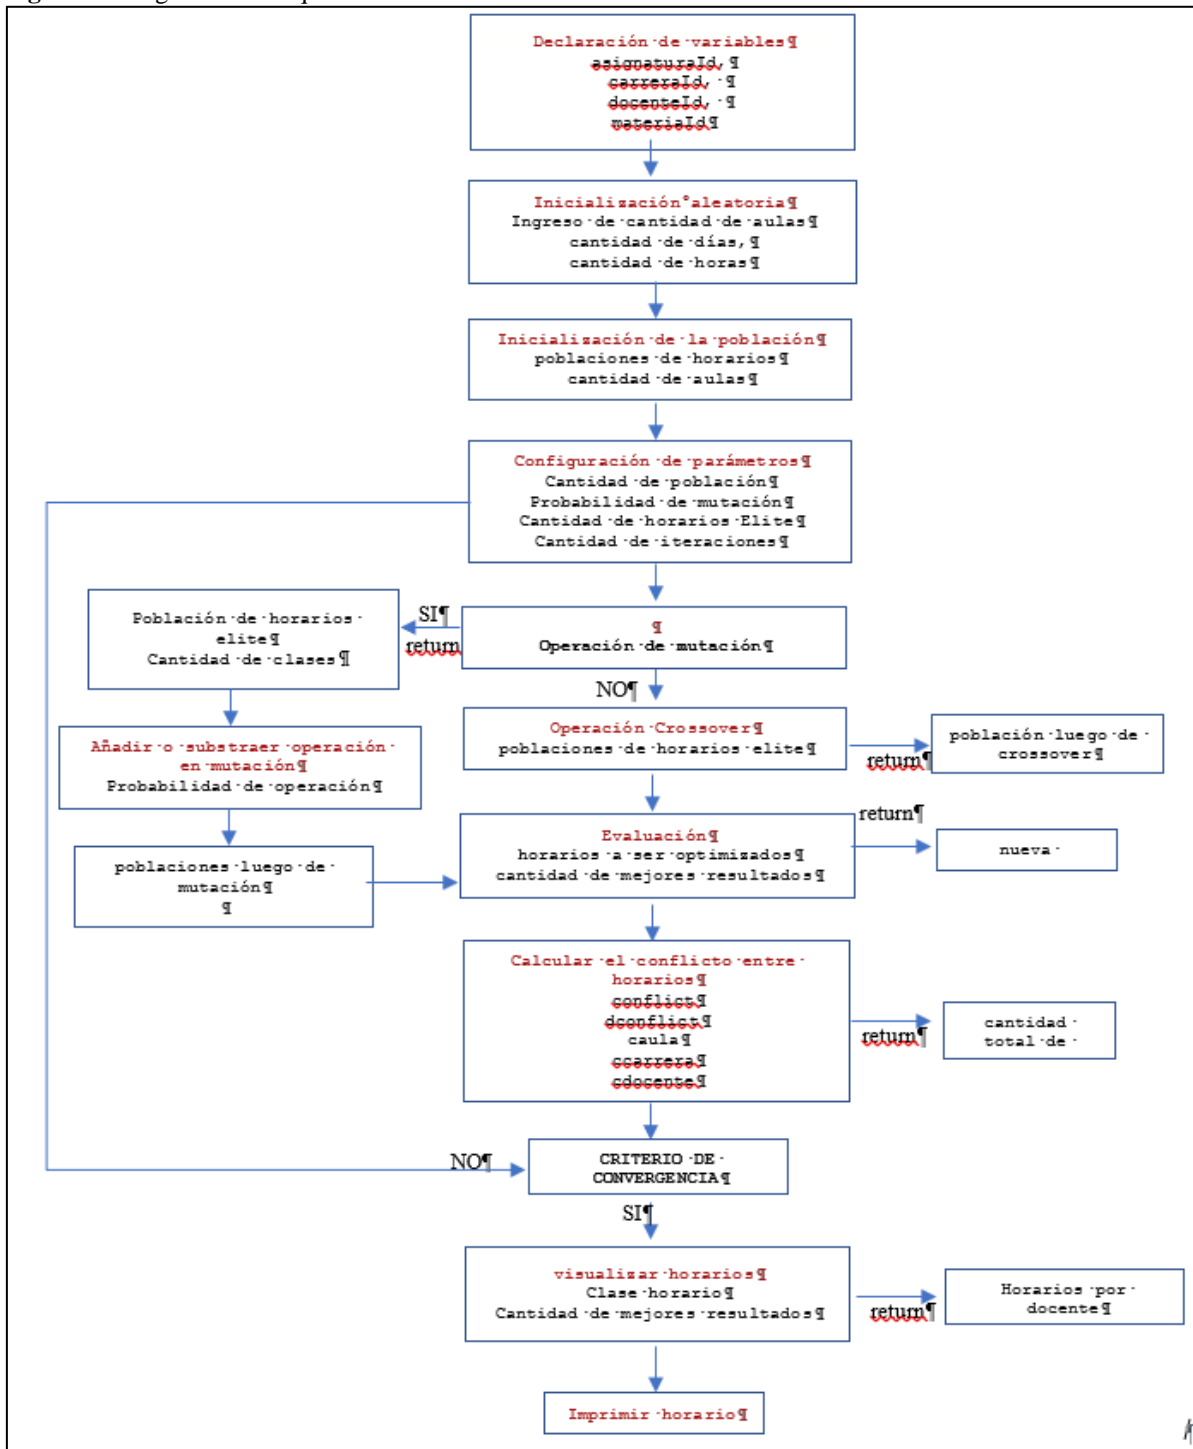 Declaración de variables¶
asignaturaId, ¶
carreraId, ¶
docenteId, ¶
materiaId¶
Inicialización°aleatoria¶
Ingreso de cantidad de aulas¶
cantidad de días,¶
cantidad de horas¶
Inicialización de la población¶
poblaciones de horarios¶
cantidad de aulas¶
Configuración de parámetros¶
Cantidad de población¶
Probabilidad de mutación¶
Cantidad de horarios Elite¶
Cantidad de iteraciones¶
Población de horarios
elite¶
Cantidad de clases¶
SI¶
return
¶
Operación de mutación¶
NO¶
Añadir o substraer operación
en mutación¶
Probabilidad de operación¶
Operación Crossover¶
poblaciones de horarios elite¶
return¶
población luego de
crossover¶
poblaciones luego de
mutación¶
¶
Evaluación¶
horarios a ser optimizados¶
cantidad de mejores resultados¶
return¶
nueva
Calcular el conflicto entre
horarios¶
conflict¶
dconflict¶
caula¶
ccarrera¶
cdocente¶
return¶
cantidad
total de
NO¶
CRITERIO DE
CONVERGENCIA¶
SI¶
visualizar horarios¶
Clase horario¶
Cantidad de mejores resultados¶
return¶
Horarios por
docente¶
Imprimir horario¶